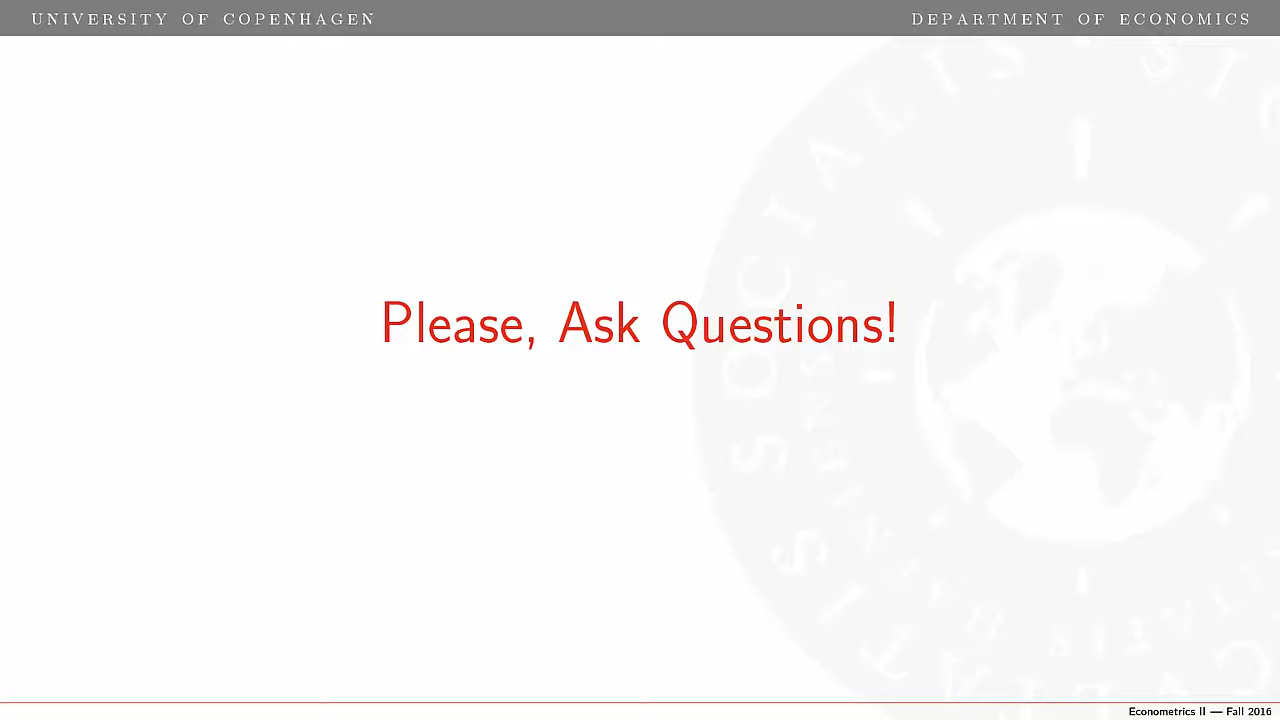 UNIVERSITY OF COPENHAGEN
DEPARTMENT OF ECONOMICS
Please, Ask Questions!
Econometrics II — Fall 2016